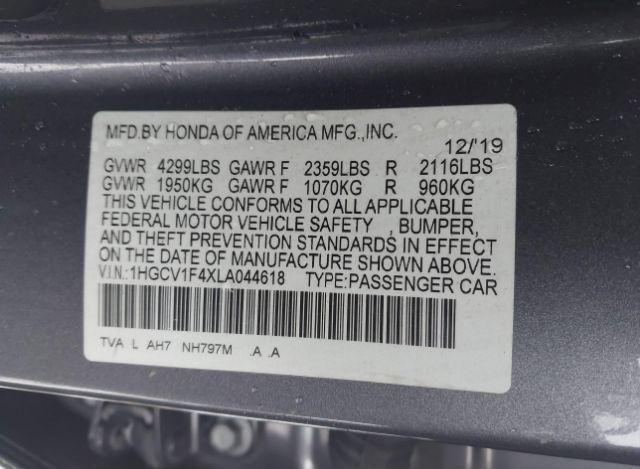 MFD.BY HONDA OF AMERICA MFG.,INC.
12/'19
GVWR 4299LBS GAWR F 2359LBS R 2116LBS
GVWR 1950KG GAWR F 1070KG R 960KG
THIS VEHICLE CONFORMS TO ALL APPLICABLE
FEDERAL MOTOR VEHICLE SAFETY , BUMPER,
AND THEFT PREVENTION STANDARDS IN EFFECT
ON THE DATE OF MANUFACTURE SHOWN ABOVE.
V.I.N.:1HGCV1F4XLA044618 TYPE:PASSENGER CAR
TVA L AH7 NH797M .A .A